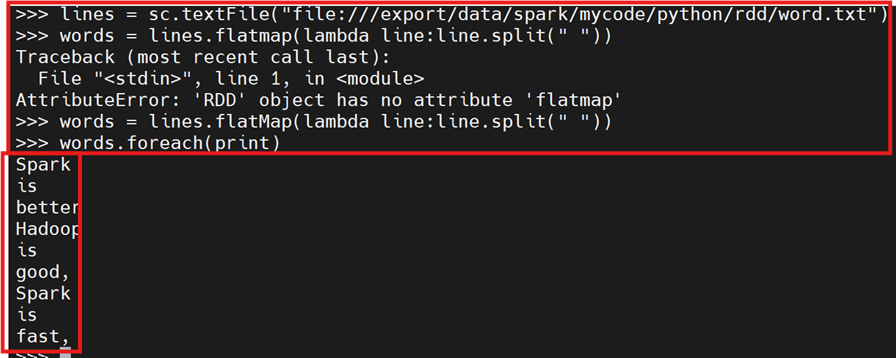 >>> lines = sc.textFile("file:///export/data/spark/mycode/python/rdd/word.txt")
>>> words = lines.flatmap(lambda line:line.split(" "))
Traceback (most recent call last):
  File "<stdin>", line 1, in <module>
AttributeError: 'RDD' object has no attribute 'flatmap'
>>> words = lines.flatMap(lambda line:line.split(" "))
>>> words.foreach(print)
Spark
is
better
Hadoop
is
good,
Spark
is
fast,
>>>